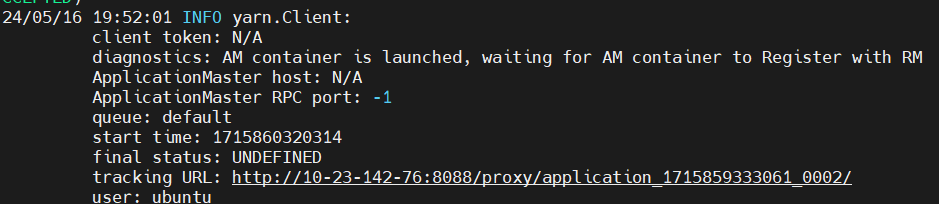 CCEPTED)
24/05/16 19:52:01 INFO yarn.Client:
client token: N/A
diagnostics: AM container is launched, waiting for AM container to Register with RM
ApplicationMaster host: N/A
ApplicationMaster RPC port: -1
queue: default
start time: 1715860320314
final status: UNDEFINED
tracking URL: http://10-23-142-76:8088/proxy/application_1715859333061_0002/
user: ubuntu